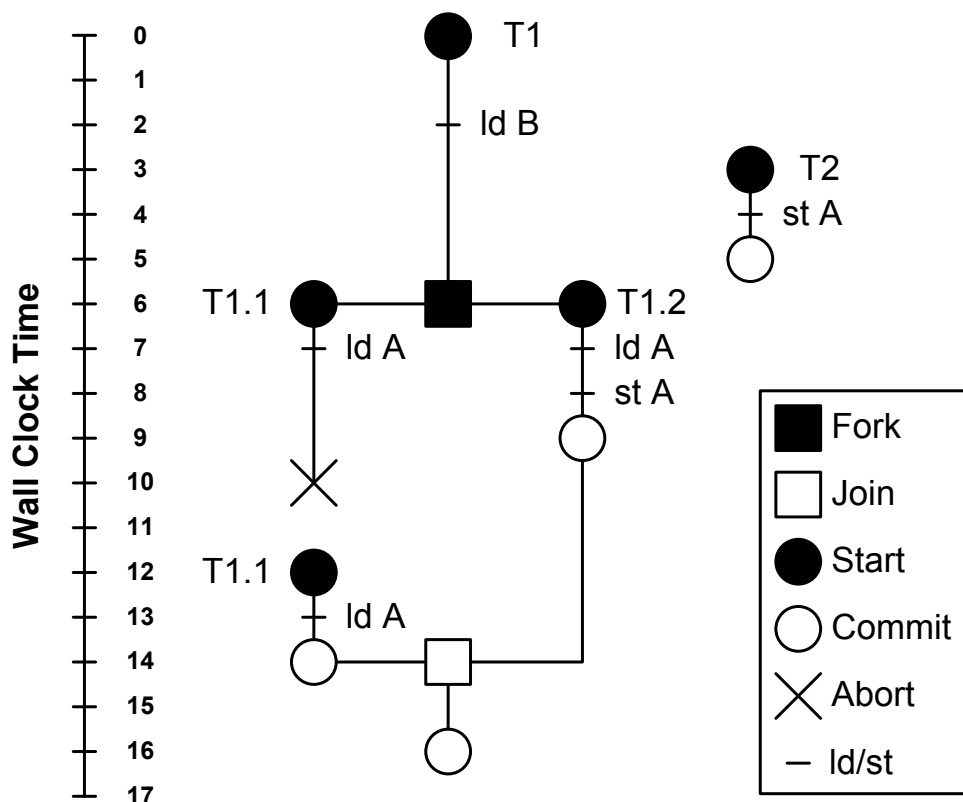 0 T1
1
2 ld B
3 T2
4 st A
5
6 T1.1 T1.2
7 ld A ld A
8 st A
9
10
11
12 T1.1
13 ld A
14
15
16
17
Wall Clock Time
Fork
Join
Start
Commit
Abort
ld/st